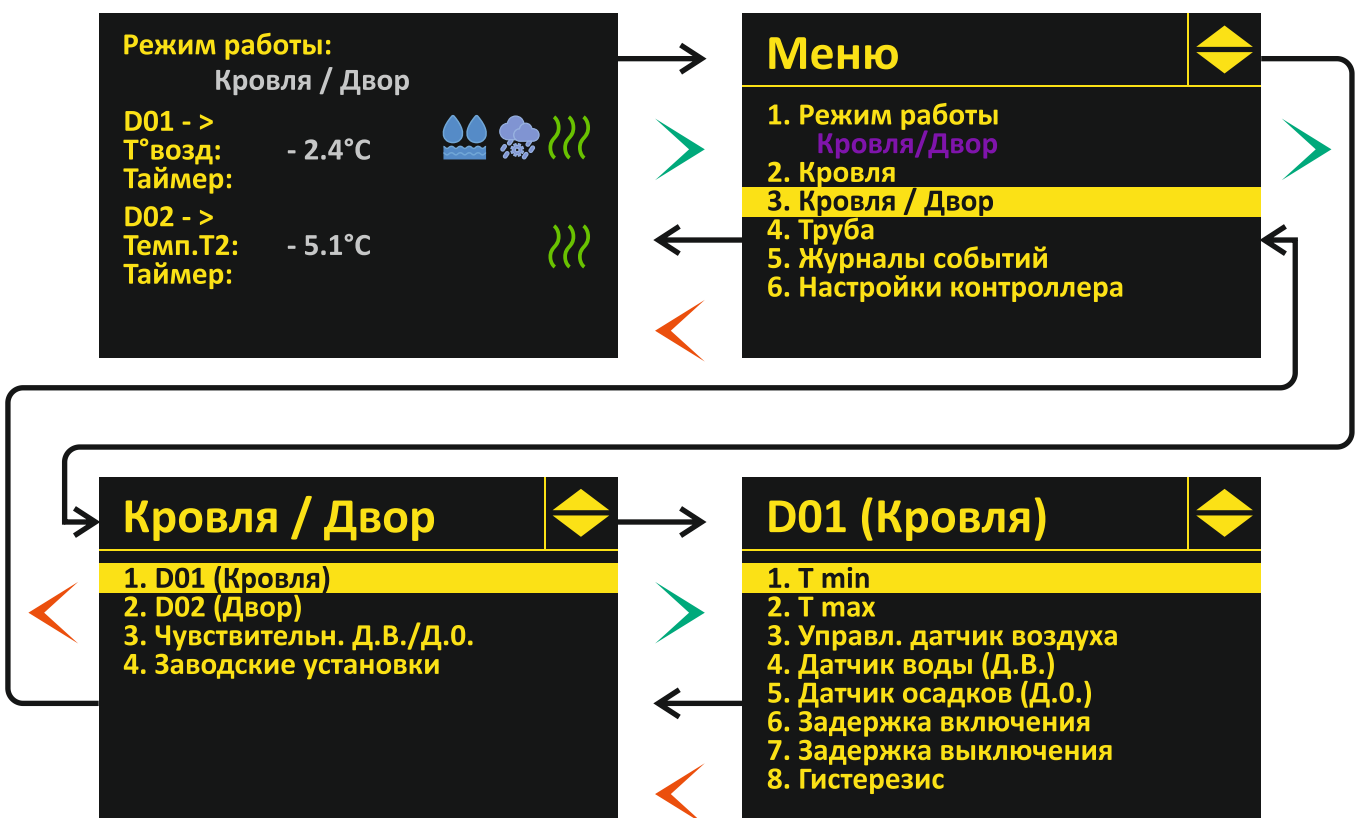 Режим работы:
Кровля / Двор
D01 - >
T°возд: - 2.4°C
Таймер:
D02 - >
Темп.T2: - 5.1°C
Таймер:
Меню
1. Режим работы
Кровля/Двор
2. Кровля
3. Кровля / Двор
4. Труба
5. Журналы событий
6. Настройки контроллера
Кровля / Двор
1. D01 (Кровля)
2. D02 (Двор)
3. Чувствительн. Д.В./Д.О.
4. Заводские установки
D01 (Кровля)
1. T min
2. T max
3. Управл. датчик воздуха
4. Датчик воды (Д.В.)
5. Датчик осадков (Д.О.)
6. Задержка включения
7. Задержка выключения
8. Гистерезис